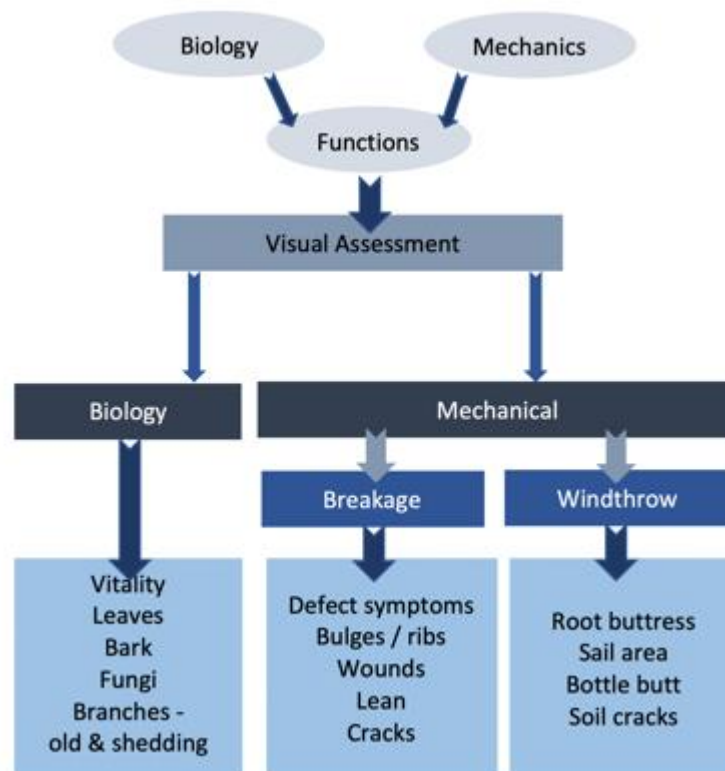 Biology
Mechanics
Functions
Visual Assessment
Biology
Mechanical
Breakage
Windthrow
Vitality
Leaves
Bark
Fungi
Branches -
old & shedding
Defect symptoms
Bulges / ribs
Wounds
Lean
Cracks
Root buttress
Sail area
Bottle butt
Soil cracks